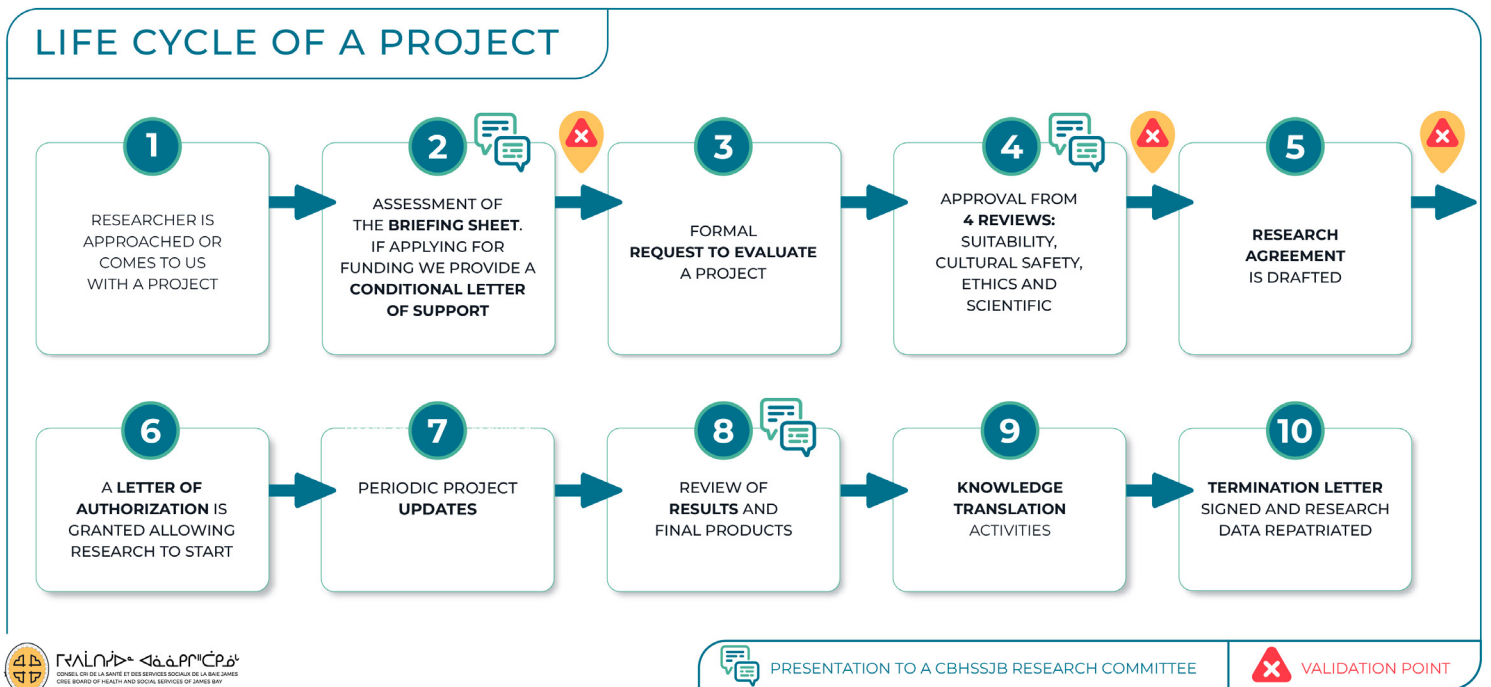 LIFE CYCLE OF A PROJECT
1
RESEARCHER IS
APPROACHED OR
COMES TO US
WITH A PROJECT
2
ASSESSMENT OF
THE BRIEFING SHEET.
IF APPLYING FOR
FUNDING WE PROVIDE A
CONDITIONAL LETTER
OF SUPPORT
3
FORMAL
REQUEST TO EVALUATE
A PROJECT
4
APPROVAL FROM
4 REVIEWS:
SUITABILITY,
CULTURAL SAFETY,
ETHICS AND
SCIENTIFIC
5
RESEARCH
AGREEMENT
IS DRAFTED
6
A LETTER OF
AUTHORIZATION IS
GRANTED ALLOWING
RESEARCH TO START
7
PERIODIC PROJECT
UPDATES
8
REVIEW OF
RESULTS AND
FINAL PRODUCTS
9
KNOWLEDGE
TRANSLATION
ACTIVITIES
10
TERMINATION LETTER
SIGNED AND RESEARCH
DATA REPATRIATED
CONSEIL CRI DE LA SANTÉ ET DES SERVICES SOCIAUX DE LA BAIE JAMES
CREE BOARD OF HEALTH AND SOCIAL SERVICES OF JAMES BAY
PRESENTATION TO A CBHSSJB RESEARCH COMMITTEE
VALIDATION POINT